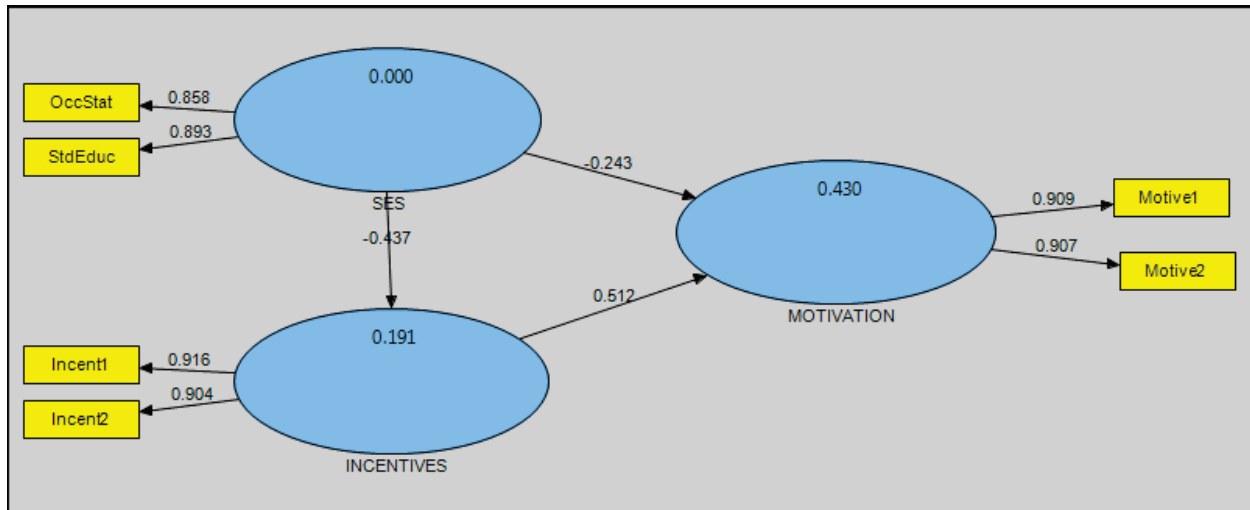 0.000
OccStat
0.858
StdEduc
0.893
SES
-0.243
-0.437
0.430
MOTIVATION
0.909
Motive1
0.907
Motive2
0.512
0.191
INCENTIVES
Incent1
0.916
Incent2
0.904